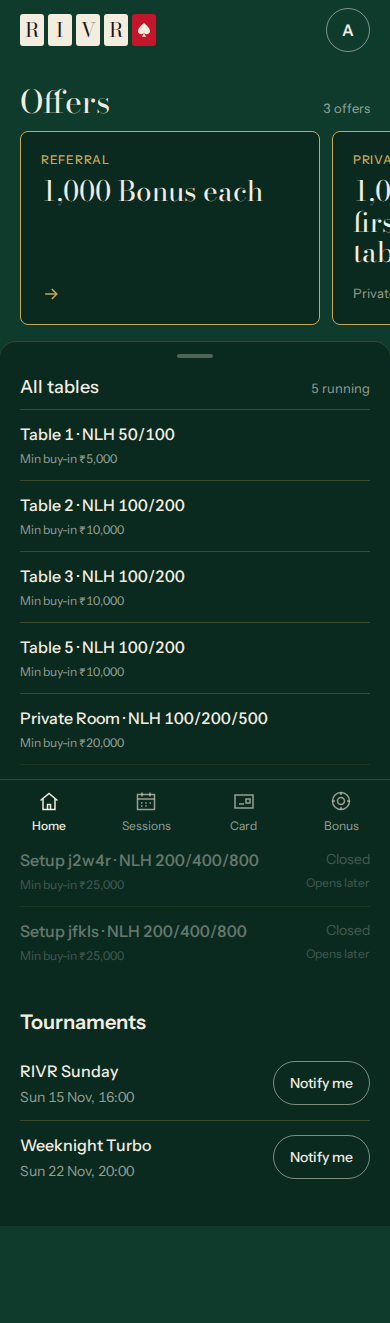 RIVR
A
Offers
3 offers
REFERRAL
1,000 Bonus each
→
PRIVA
1,0
firs
tab
Privat
All tables
5 running
Table 1 · NLH 50/100
Min buy-in ₹5,000
Table 2 · NLH 100/200
Min buy-in ₹10,000
Table 3 · NLH 100/200
Min buy-in ₹10,000
Table 5 · NLH 100/200
Min buy-in ₹10,000
Private Room · NLH 100/200/500
Min buy-in ₹20,000
Home
Sessions
Card
Bonus
Setup j2w4r · NLH 200/400/800
Closed
Min buy-in ₹25,000
Opens later
Setup jfkls · NLH 200/400/800
Closed
Min buy-in ₹25,000
Opens later
Tournaments
RIVR Sunday
Sun 15 Nov, 16:00
Notify me
Weeknight Turbo
Sun 22 Nov, 20:00
Notify me